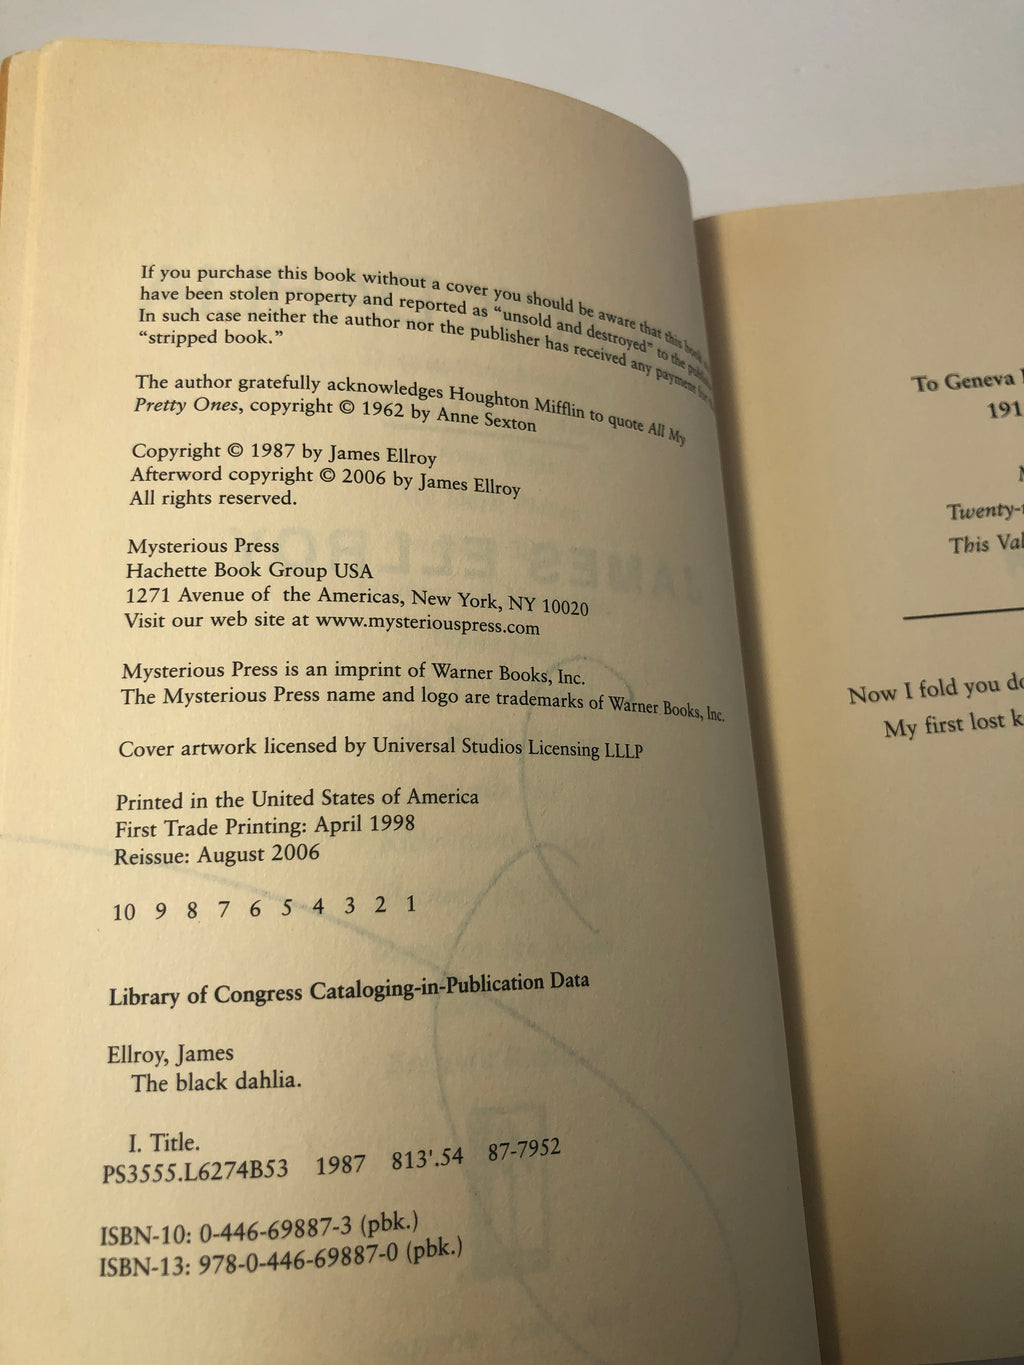 If you purchase this book without a cover you should be aware that this book
have been stolen property and reported as “unsold and destroyed” to the
In such case neither the author nor the publisher has received any payment for
“stripped book.”
The author gratefully acknowledges Houghton Mifflin to quote All My
Pretty Ones, copyright © 1962 by Anne Sexton
Copyright © 1987 by James Ellroy
Afterword copyright © 2006 by James Ellroy
All rights reserved.
Mysterious Press
Hachette Book Group USA
1271 Avenue of the Americas, New York, NY 10020
Visit our web site at www.mysteriouspress.com
Mysterious Press is an imprint of Warner Books, Inc.
The Mysterious Press name and logo are trademarks of Warner Books, Inc.
Cover artwork licensed by Universal Studios Licensing LLLP
Printed in the United States of America
First Trade Printing: April 1998
Reissue: August 2006
10 9 8 7 6 5 4 3 2 1
Library of Congress Cataloging-in-Publication Data
Ellroy, James
The black dahlia.
I. Title.
PS3555.L6274B53 1987 813'.54 87-7952
ISBN-10: 0-446-69887-3 (pbk.)
ISBN-13: 978-0-446-69887-0 (pbk.)
To Geneva
191
Twenty-
This Val
Now I fold you do
My first lost k